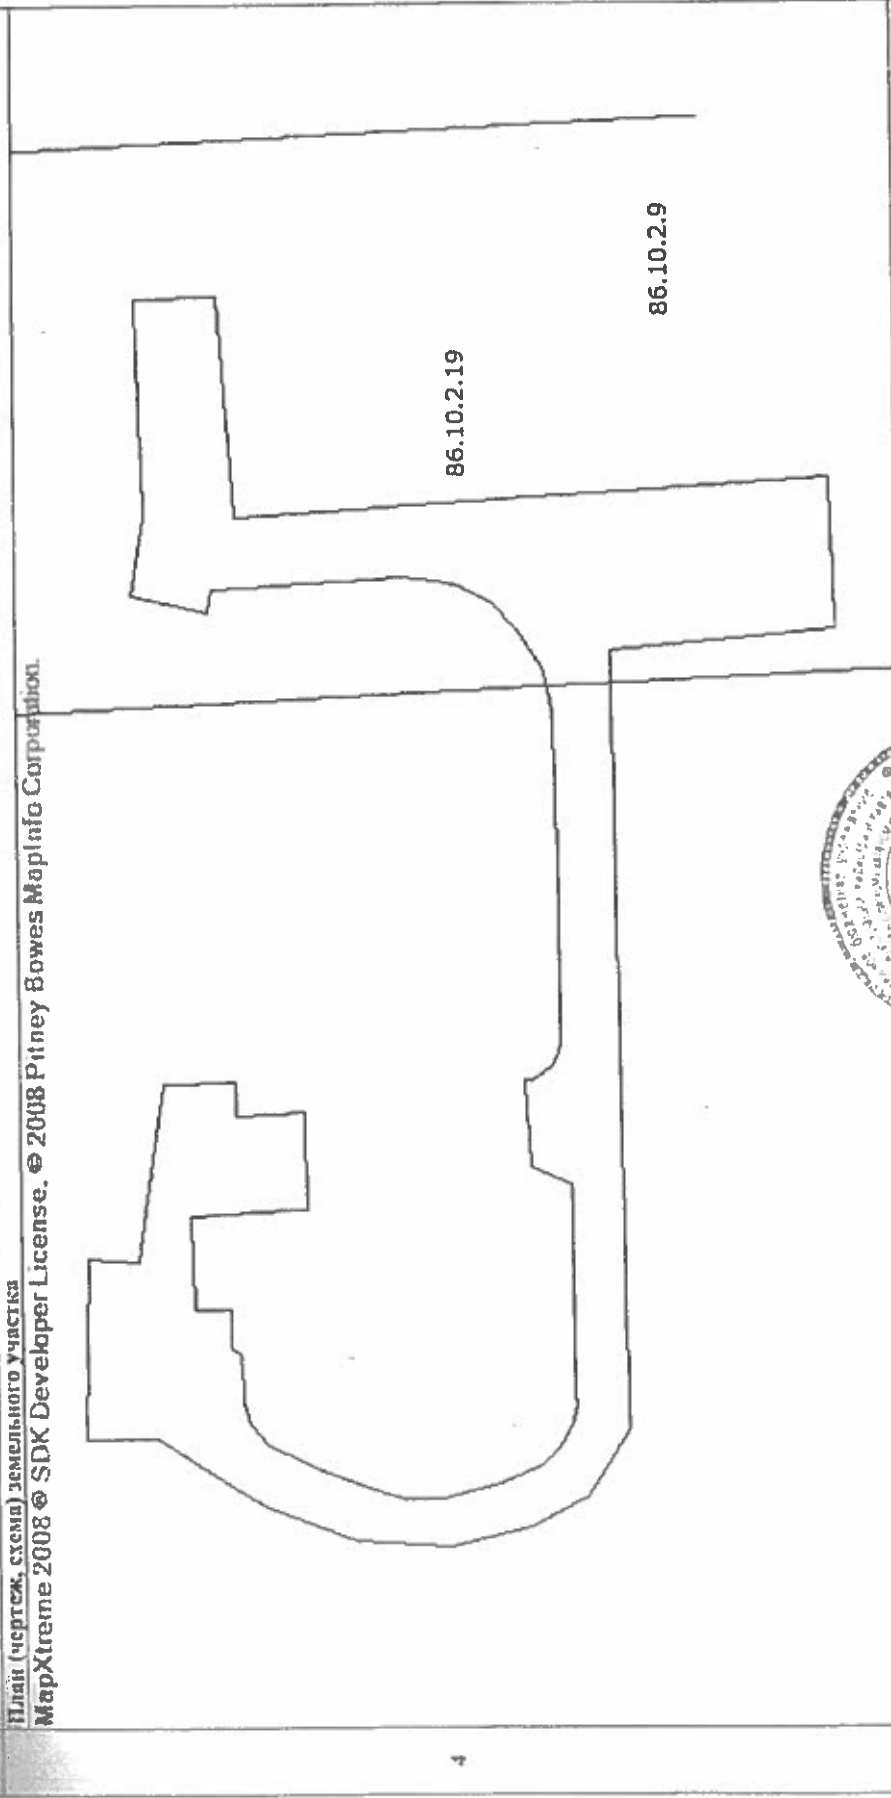 План (чертеж, схема) земельного участка
MapXtreme 2008 ® SDK Developer License. © 2008 Pitney Bowes MapInfo Corporation.
4
86.10.2.19
86.10.2.9